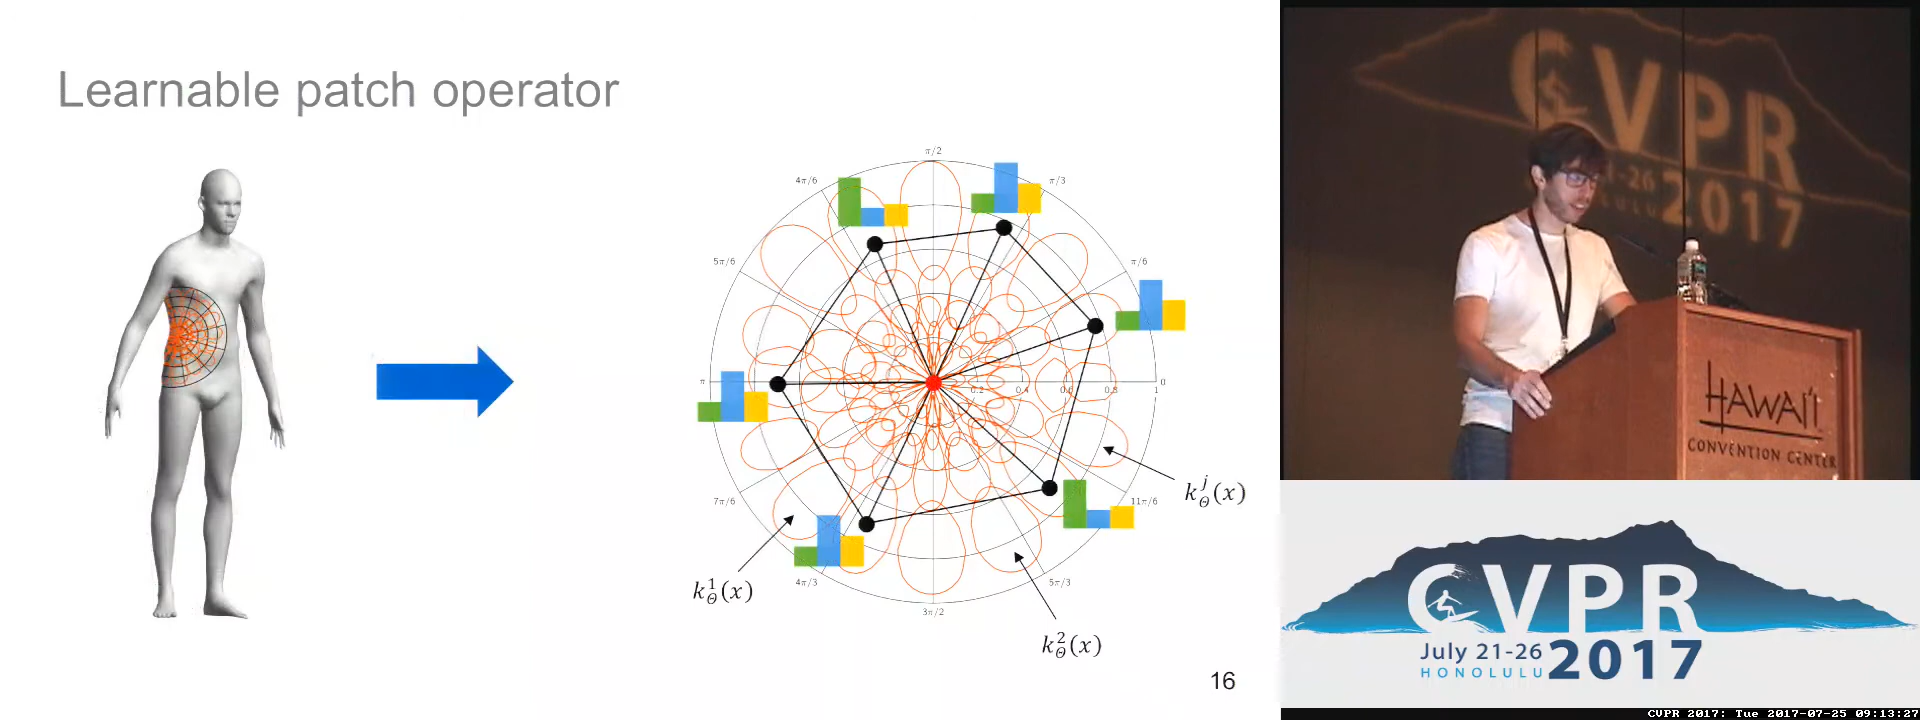 Learnable patch operator
π/2
4π/6
π/3
5π/6
π/6
π
0.2
0.4
0.6
0.8
1
0
7π/6
11π/6
4π/3
5π/3
3π/2
k_Θ^j(x)
k_Θ^1(x)
k_Θ^2(x)
16
CVPR
2017
HAWAI'I
CONVENTION CENTER
CVPR
July 21-26
HONOLULU
2017
CVPR 2017: Tue 2017-07-25 09:13:27